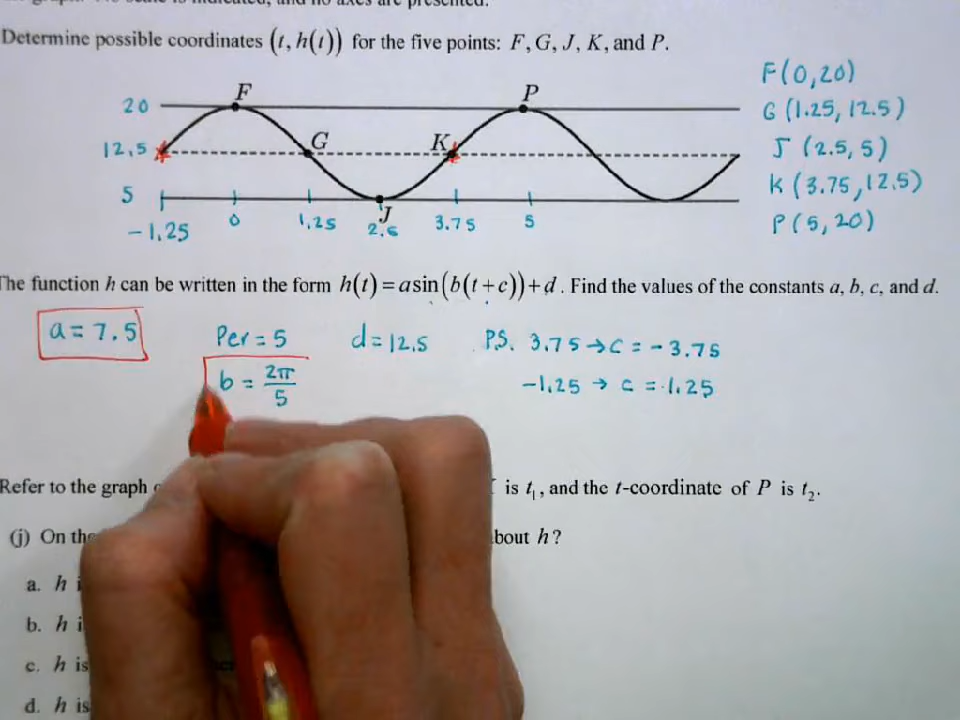 Determine possible coordinates (t, h(t)) for the five points: F, G, J, K, and P.
F P
20
F(0,20)
G (1.25, 12.5)
12,5 G K
J (2.5, 5)
K (3.75, 12.5)
5 J
-1.25 0 1.25 3.75 5
P(5, 20)
The function h can be written in the form h(t) = a sin(b(t+c)) + d. Find the values of the constants a, b, c, and d.
a = 7.5 Per = 5 d = 12.5 P.S. 3.75 → c = -3.75
b = 2π/5 -1.25 → c = 1.25
Refer to the graph is t₁, and the t-coordinate of P is t₂.
(j) On the bout h?
a. h i
b. h i
c. h is
d. h is